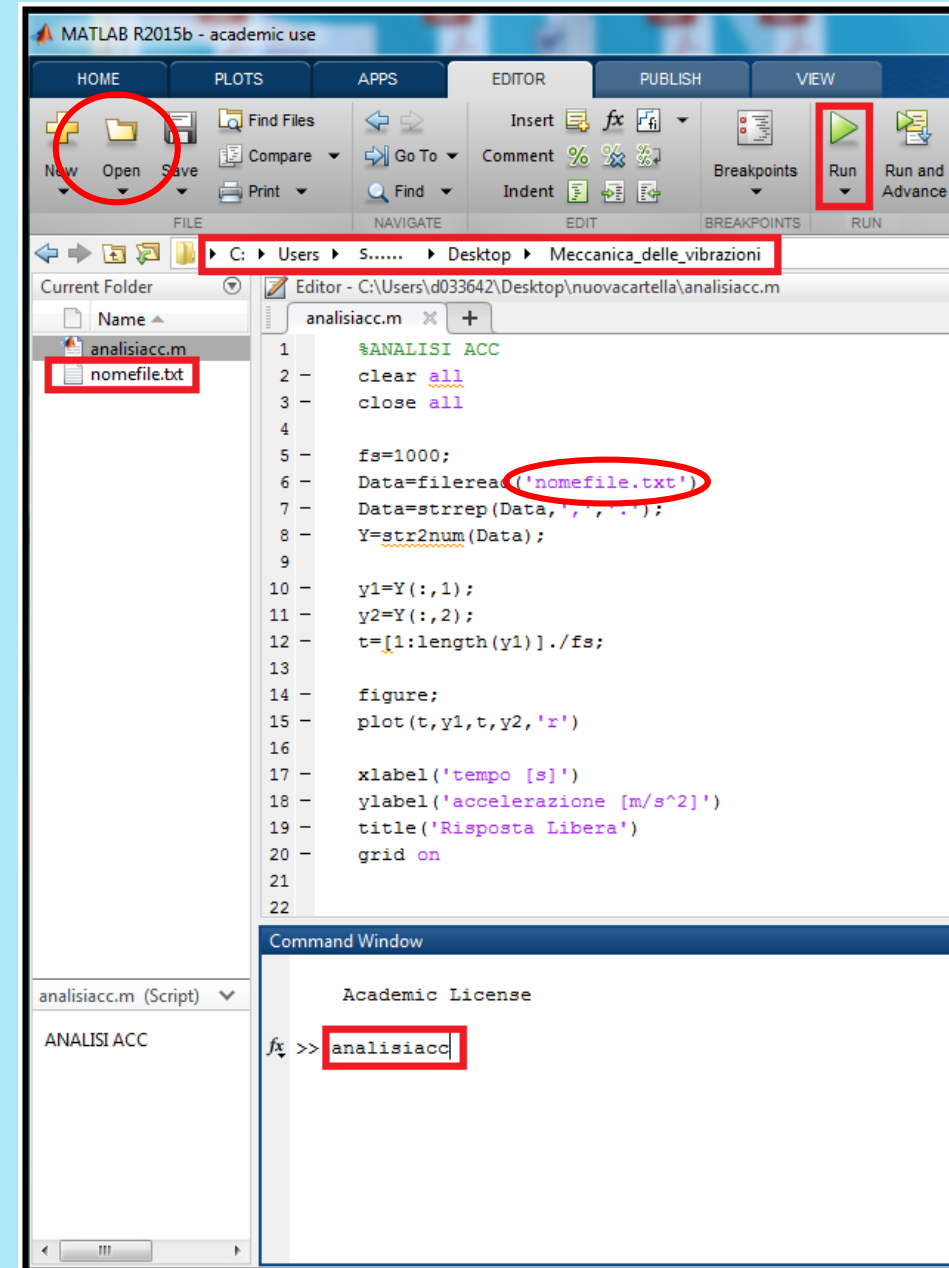 MATLAB R2015b - academic use
HOME PLOTS APPS EDITOR PUBLISH VIEW
New Open Save
Find Files
Compare
Print
Go To
Find
Insert fx
Comment
Indent
Breakpoints
Run
Run and
Advance
FILE NAVIGATE EDIT BREAKPOINTS RUN
C: Users s...... Desktop Meccanica_delle_vibrazioni
Current Folder
Name
analisiacc.m
nomefile.txt
Editor - C:\Users\d033642\Desktop\nuovacartella\analisiacc.m
analisiacc.m +
1 %ANALISI ACC
2 - clear all
3 - close all
4
5 - fs=1000;
6 - Data=fileread('nomefile.txt')
7 - Data=strrep(Data,',','.');
8 - Y=str2num(Data);
9
10 - y1=Y(:,1);
11 - y2=Y(:,2);
12 - t=[1:length(y1)]./fs;
13
14 - figure;
15 - plot(t,y1,t,y2,'r')
16
17 - xlabel('tempo [s]')
18 - ylabel('accelerazione [m/s^2]')
19 - title('Risposta Libera')
20 - grid on
21
22
Command Window
Academic License
fx >> analisiacc
analisiacc.m (Script)
ANALISI ACC